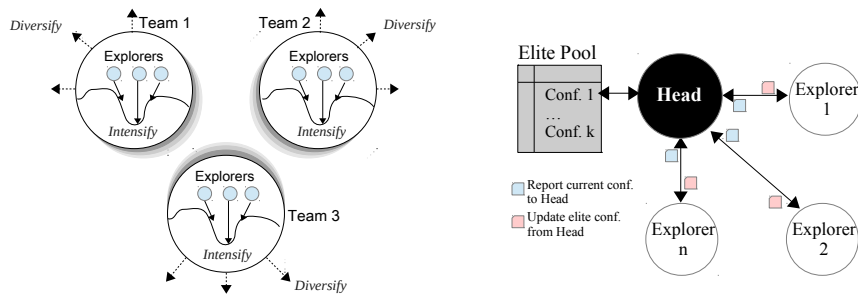 Team 1
Diversify
Explorers
Intensify
Team 2
Diversify
Explorers
Intensify
Explorers
Team 3
Intensify
Diversify
Elite Pool
Conf. 1
...
Conf. k
Head
Explorer
1
Report current conf.
to Head
Update elite conf.
from Head
Explorer
n
Explorer
2